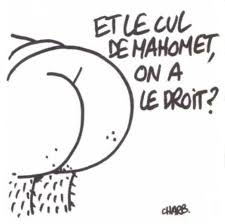 ET LE CUL
DE MAHOMET,
ON A
LE DROIT?
CHARB.